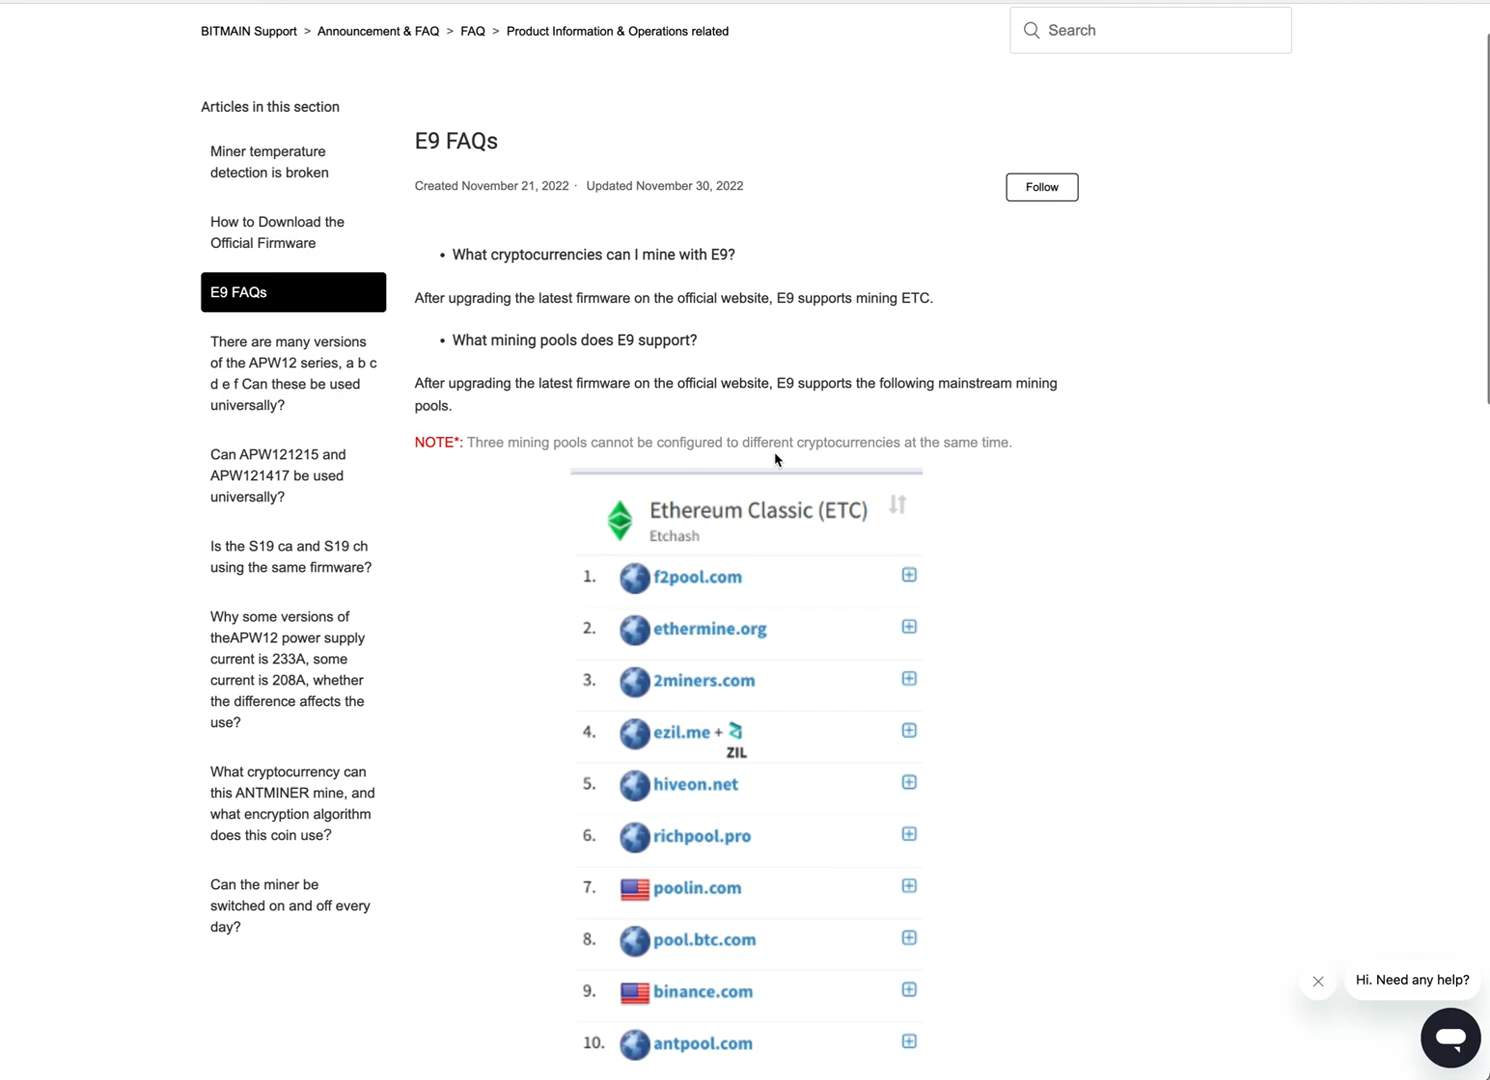 BITMAIN Support > Announcement & FAQ > FAQ > Product Information & Operations related
Search
Articles in this section
Miner temperature
detection is broken
How to Download the
Official Firmware
E9 FAQs
There are many versions
of the APW12 series, a b c
d e f Can these be used
universally?
Can APW121215 and
APW121417 be used
universally?
Is the S19 ca and S19 ch
using the same firmware?
Why some versions of
theAPW12 power supply
current is 233A, some
current is 208A, whether
the difference affects the
use?
What cryptocurrency can
this ANTMINER mine, and
what encryption algorithm
does this coin use?
Can the miner be
switched on and off every
day?
E9 FAQs
Created November 21, 2022 · Updated November 30, 2022
Follow
• What cryptocurrencies can I mine with E9?
After upgrading the latest firmware on the official website, E9 supports mining ETC.
• What mining pools does E9 support?
After upgrading the latest firmware on the official website, E9 supports the following mainstream mining
pools.
NOTE*: Three mining pools cannot be configured to different cryptocurrencies at the same time.
Ethereum Classic (ETC)
Etchash
1. f2pool.com
2. ethermine.org
3. 2miners.com
4. ezil.me +
ZIL
5. hiveon.net
6. richpool.pro
7. poolin.com
8. pool.btc.com
9. binance.com
10. antpool.com
Hi. Need any help?